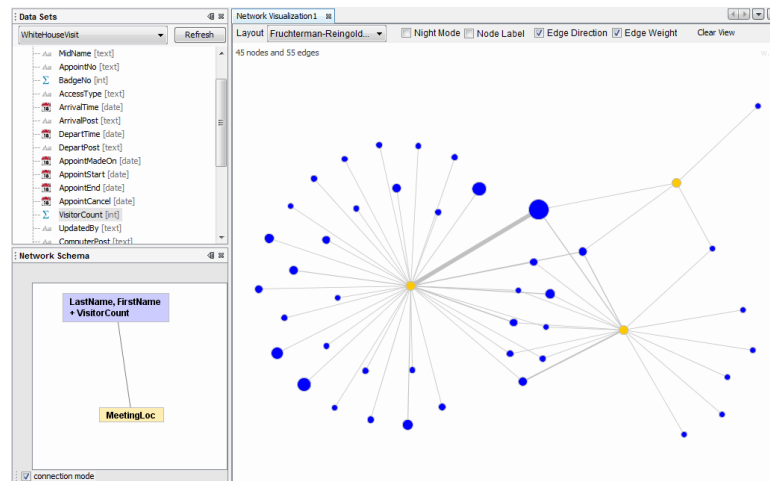 Data Sets
WhiteHouseVisit
Refresh
MidName [text]
AppointNo [text]
BadgeNo [int]
AccessType [text]
ArrivalTime [date]
ArrivalPost [text]
DepartTime [date]
DepartPost [text]
AppointMadeOn [date]
AppointStart [date]
AppointEnd [date]
AppointCancel [date]
VisitorCount [int]
UpdatedBy [text]
ComputerPost [text]
Network Schema
LastName, FirstName
+ VisitorCount
MeetingLoc
connection mode
Network Visualization1
Layout Fruchterman-Reingold... Night Mode Node Label Edge Direction Edge Weight Clear View
45 nodes and 55 edges